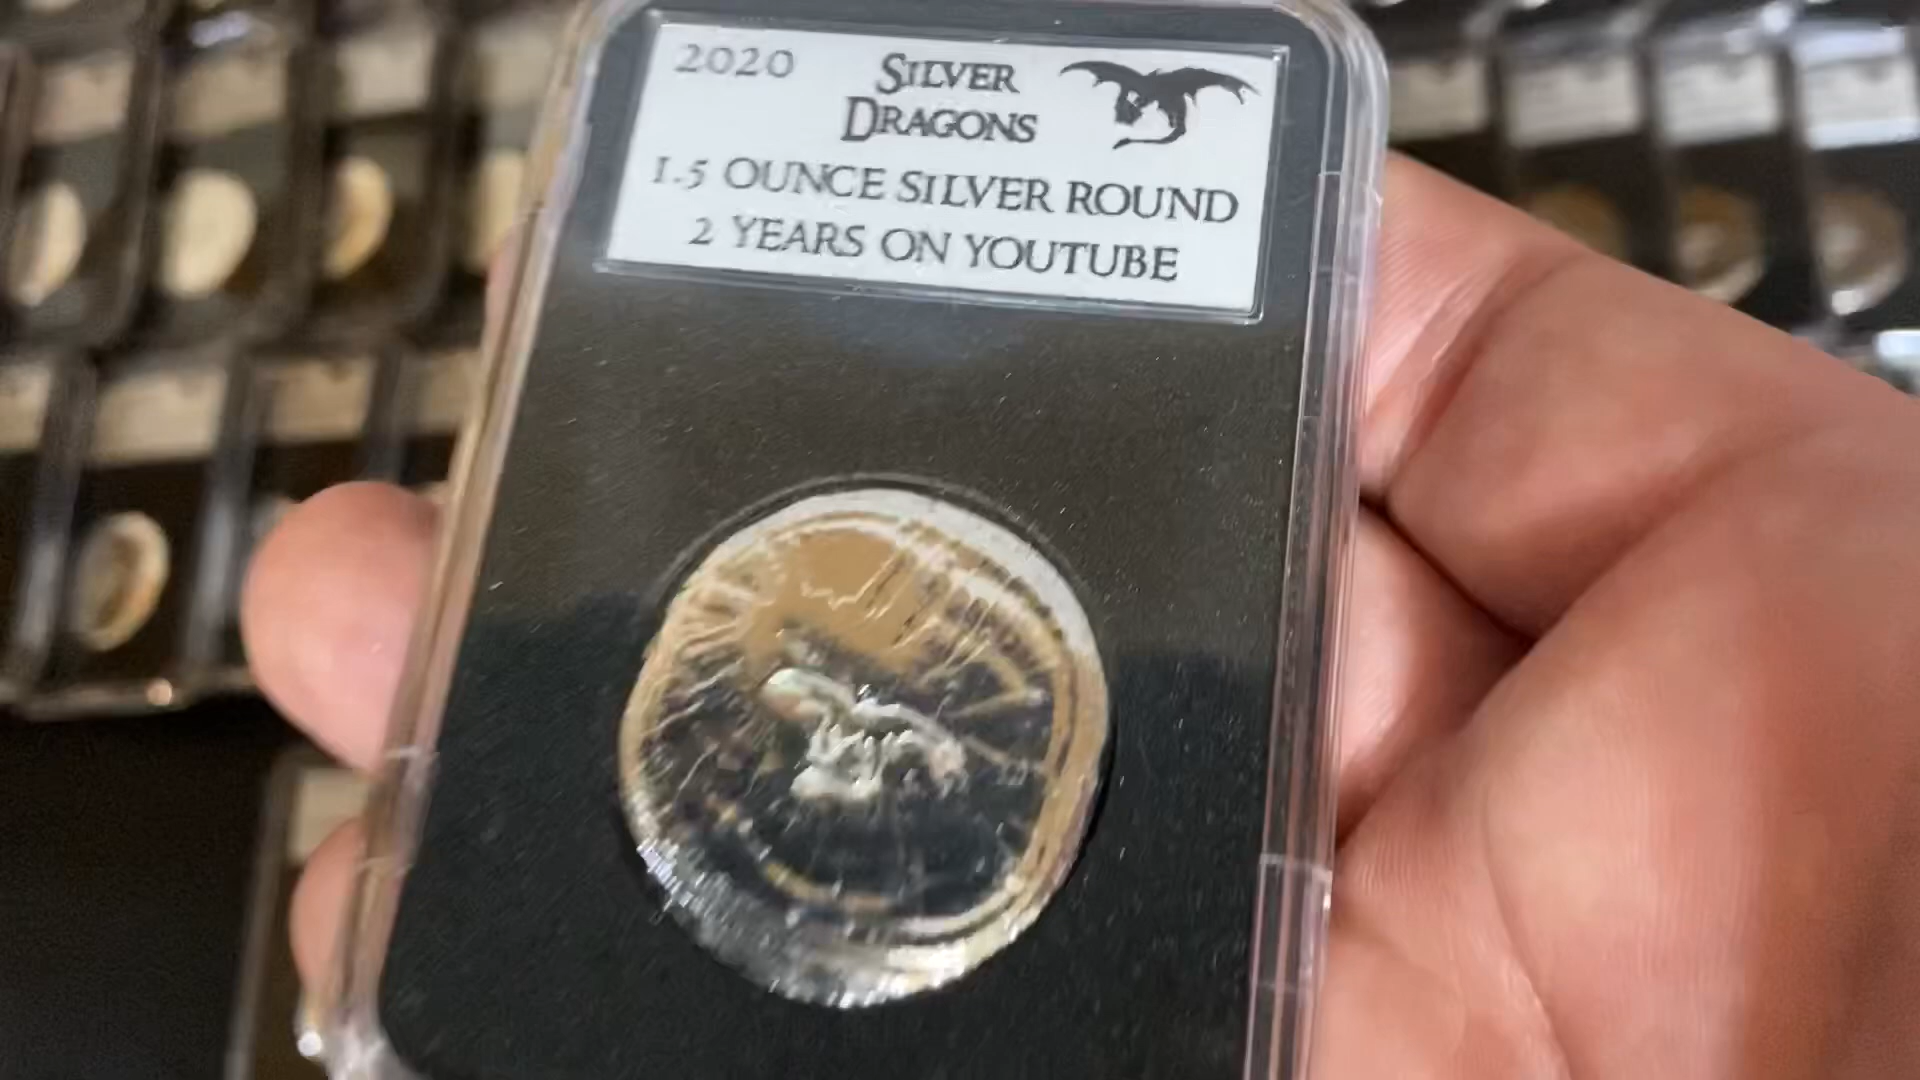 2020
SILVER
DRAGONS
1.5 OUNCE SILVER ROUND
2 YEARS ON YOUTUBE